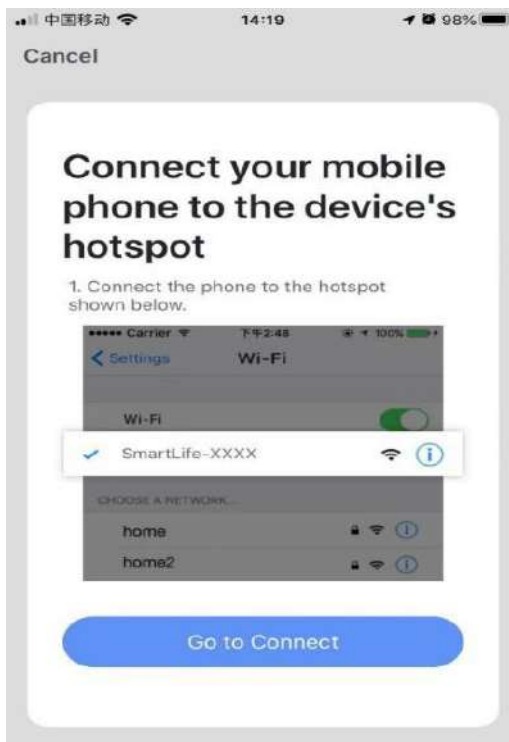 中国移动 14:19 98%
Cancel
Connect your mobile
phone to the device's
hotspot
1. Connect the phone to the hotspot
shown below.
Carrier 下午2:48 100%
Settings Wi-Fi
Wi-Fi
SmartLife-XXXX
CHOOSE A NETWORK...
home
home2
Go to Connect